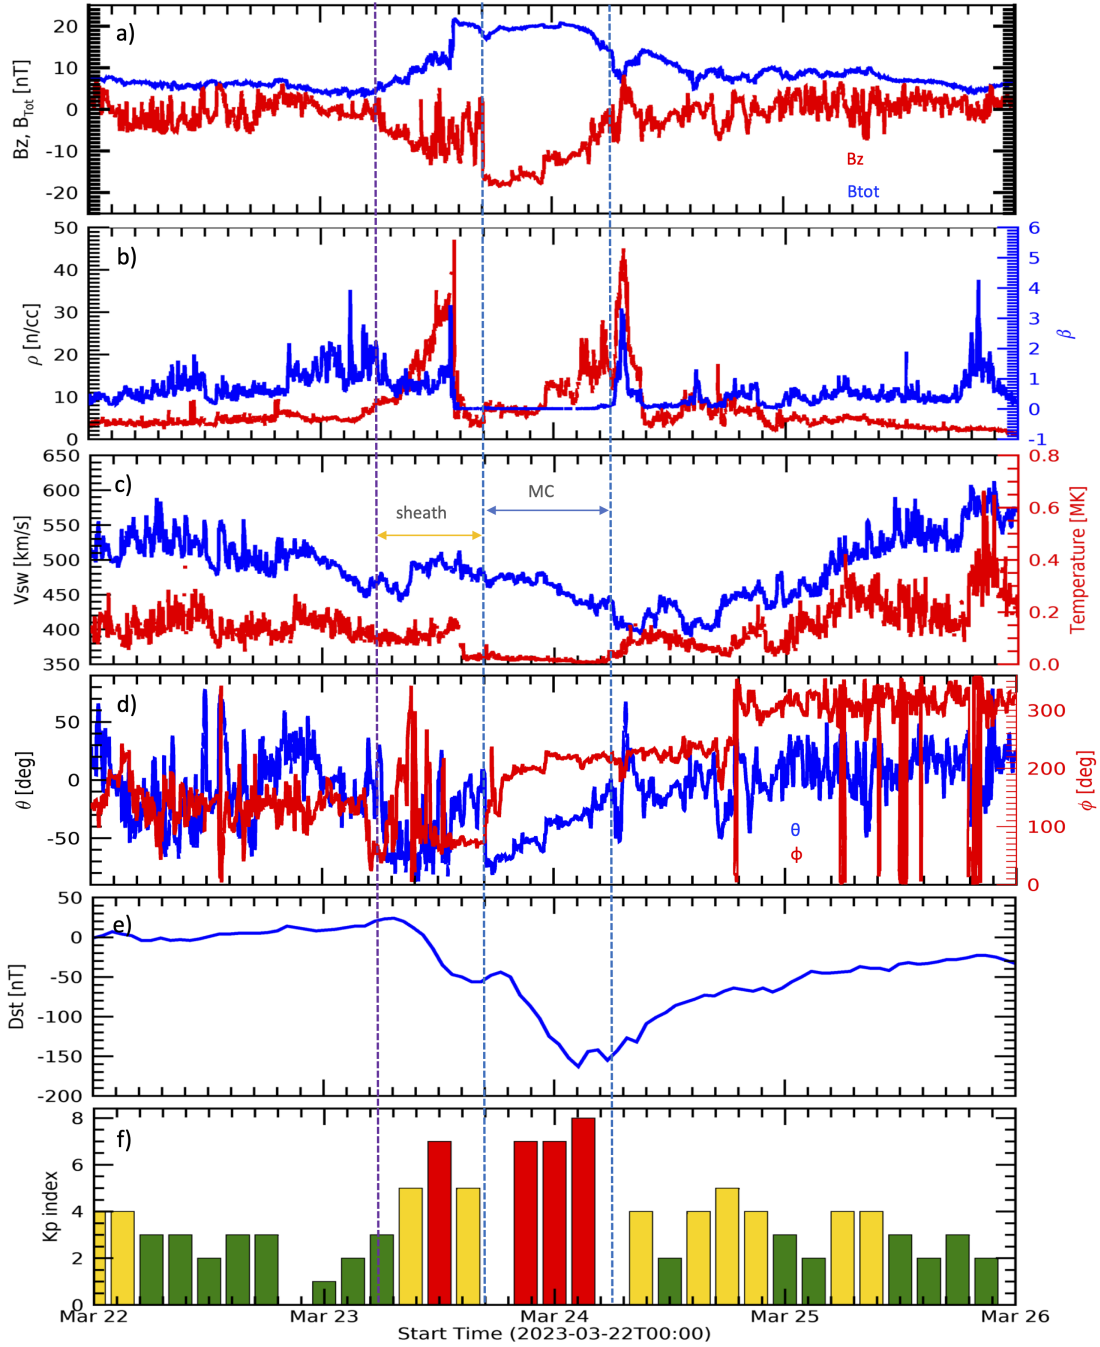 a)
20
10
0
-10
-20
Bz, BTot [nT]
Bz
Btot
b)
50
40
30
20
10
0
ρ [n/cc]
6
5
4
3
2
1
0
-1
β
c)
650
600
550
500
450
400
350
Vsw [km/s]
sheath
MC
0.8
0.6
0.4
0.2
0.0
Temperature [MK]
d)
50
0
-50
θ [deg]
θ
ϕ
300
200
100
0
ϕ [deg]
e)
50
0
-50
-100
-150
-200
Dst [nT]
f)
8
6
4
2
0
Kp index
Mar 22 Mar 23 Mar 24 Mar 25 Mar 26
Start Time (2023-03-22T00:00)